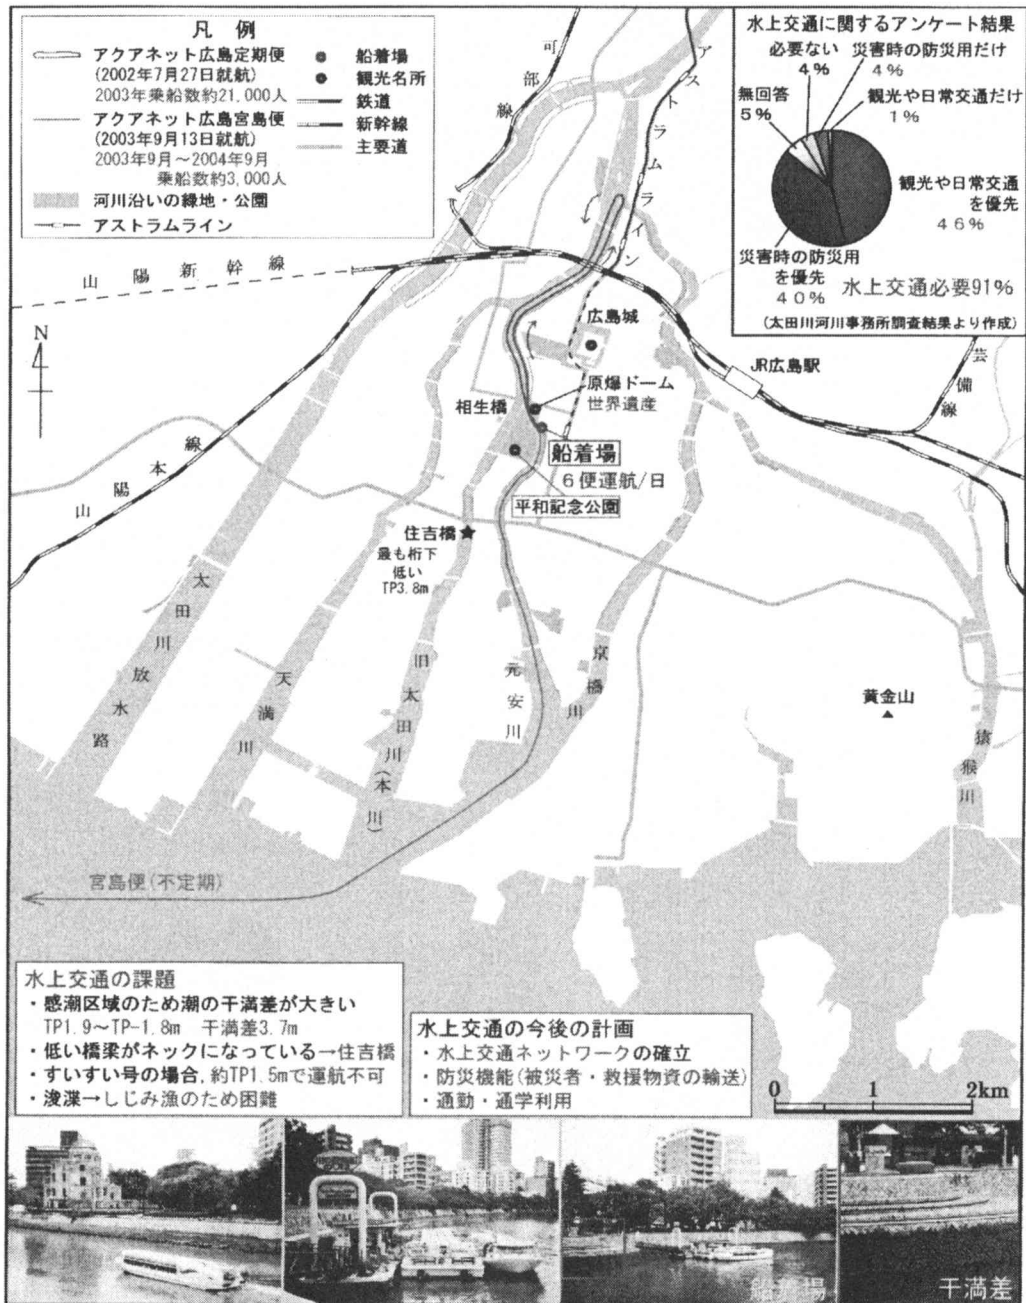 凡 例
アクアネット広島定期便
(2002年7月27日就航)
2003年乗船数約21,000人
アクアネット広島宮島便
(2003年9月13日就航)
2003年9月～2004年9月
乗船数約3,000人
河川沿いの緑地・公園
アストラムライン
船着場
観光名所
鉄道
新幹線
主要道
可部線
アストラムライン
水上交通に関するアンケート結果
必要ない
4%
災害時の防災用だけ
4%
無回答
5%
観光や日常交通だけ
1%
観光や日常交通
を優先
46%
災害時の防災用
を優先
40%
水上交通必要91%
(太田川河川事務所調査結果より作成)
山陽新幹線
N
広島城
JR広島駅
芸備線
原爆ドーム
世界遺産
相生橋
船着場
6便運航/日
平和記念公園
山陽本線
住吉橋
最も桁下
低い
TP3.8m
太田川放水路
天満川
旧太田川(本川)
元安川
京橋川
黄金山
猿猴川
宮島便(不定期)
水上交通の課題
・感潮区域のため潮の干満差が大きい
TP1.9～TP-1.8m 干満差3.7m
・低い橋梁がネックになっている→住吉橋
・すいすい号の場合,約TP1.5mで運航不可
・浚渫→しじみ漁のため困難
水上交通の今後の計画
・水上交通ネットワークの確立
・防災機能(被災者・救援物資の輸送)
・通勤・通学利用
0 1 2km
船着場
干満差